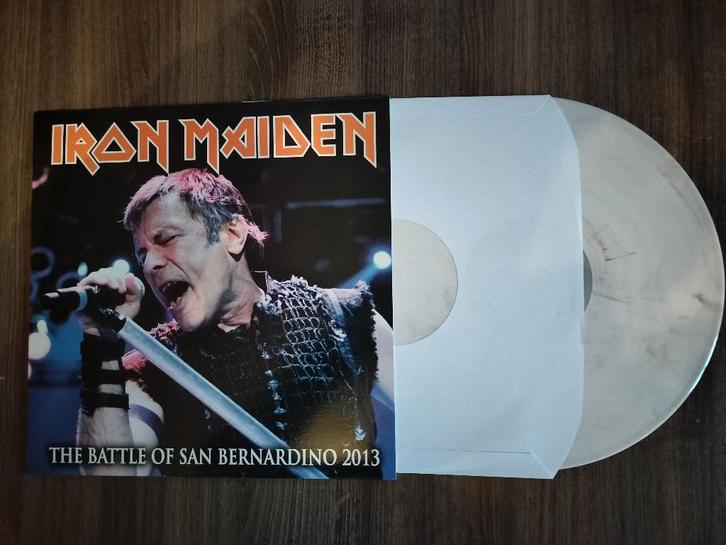 IRON MAIDEN
THE BATTLE OF SAN BERNARDINO 2013